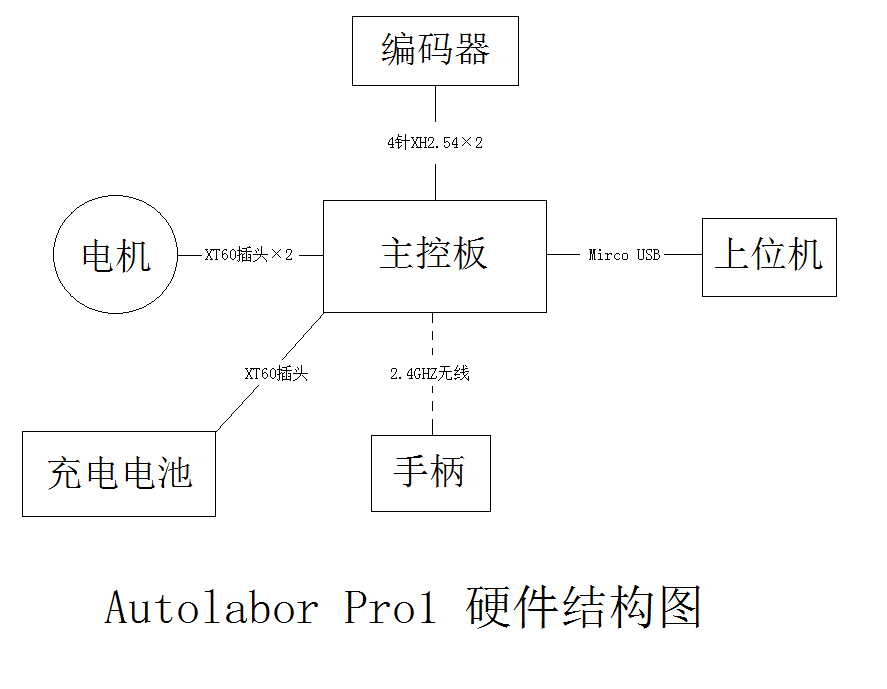 编码器
4针XH2.54×2
电机
XT60插头×2
主控板
Mirco USB
上位机
XT60插头
2.4GHZ无线
充电电池
手柄
Autolabor Pro1 硬件结构图